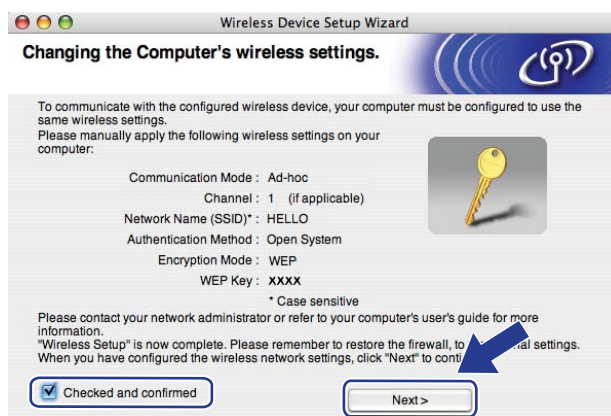 Wireless Device Setup Wizard
Changing the Computer's wireless settings.
To communicate with the configured wireless device, your computer must be configured to use the
same wireless settings.
Please manually apply the following wireless settings on your
computer:
Communication Mode : Ad-hoc
Channel : 1 (if applicable)
Network Name (SSID)* : HELLO
Authentication Method : Open System
Encryption Mode : WEP
WEP Key : XXXX
* Case sensitive
Please contact your network administrator or refer to your computer's user's guide for more
information.
"Wireless Setup" is now complete. Please remember to restore the firewall, to settings.
When you have configured the wireless network settings, click "Next" to
Checked and confirmed
Next >